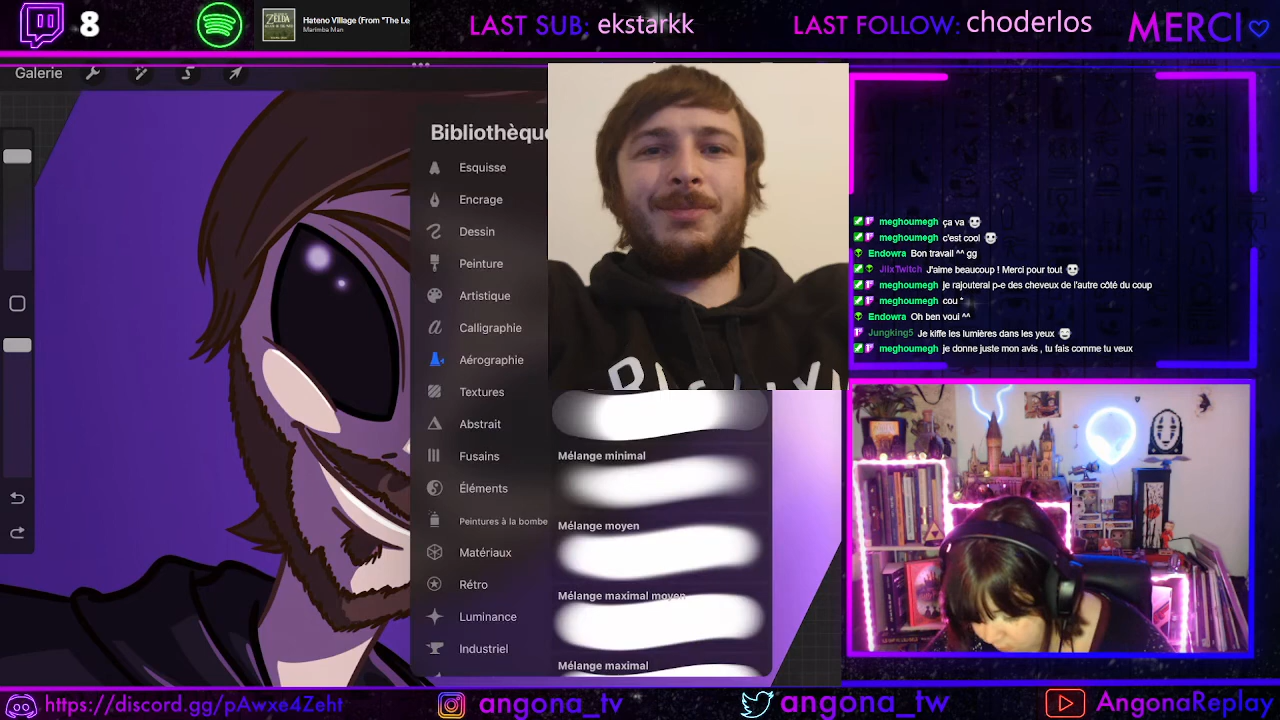 8
Hateno Village (From "The Le
Marimba Man
LAST SUB: ekstarkk
LAST FOLLOW: choderlos
MERCI
Galerie
Bibliothèque
Esquisse
Encrage
Dessin
Peinture
Artistique
Calligraphie
Aérographie
Textures
Abstrait
Fusains
Éléments
Peintures à la bombe
Matériaux
Rétro
Luminance
Industriel
Mélange minimal
Mélange moyen
Mélange maximal moyen
Mélange maximal
meghoumegh ça va
meghoumegh c'est cool
Endowra Bon travail ^^ gg
JiixTwitch J'aime beaucoup ! Merci pour tout
meghoumegh je rajouterai p-e des cheveux de l'autre côté du coup
meghoumegh cou *
Endowra Oh ben voui ^^
Jungking5 Je kiffe les lumières dans les yeux
meghoumegh je donne juste mon avis , tu fais comme tu veux
https://discord.gg/pAwxe4Zeht
angona_tv
angona_tw
AngonaReplay